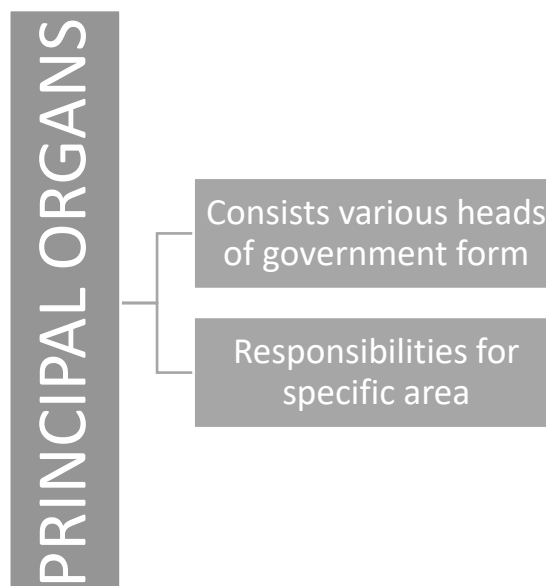 PRINCIPAL ORGANS
Consists various heads
of government form
Responsibilities for
specific area